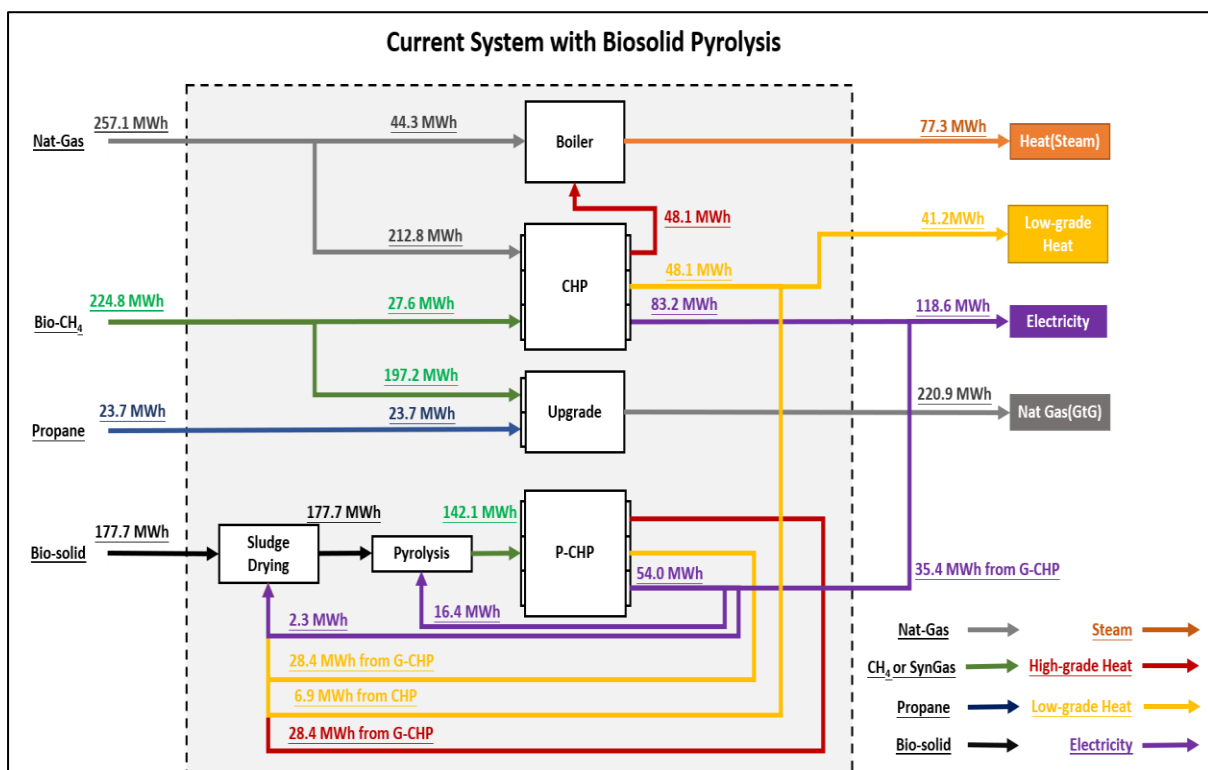 Current System with Biosolid Pyrolysis
257.1 MWh
44.3 MWh
77.3 MWh
Nat-Gas
Boiler
Heat(Steam)
48.1 MWh
41.2MWh
212.8 MWh
Low-grade
Heat
48.1 MWh
CHP
224.8 MWh
27.6 MWh
83.2 MWh
118.6 MWh
Bio-CH4
Electricity
197.2 MWh
220.9 MWh
23.7 MWh
23.7 MWh
Upgrade
Nat Gas(GtG)
Propane
177.7 MWh
142.1 MWh
177.7 MWh
Sludge
Drying
Pyrolysis
P-CHP
Bio-solid
54.0 MWh
35.4 MWh from G-CHP
2.3 MWh
16.4 MWh
28.4 MWh from G-CHP
6.9 MWh from CHP
28.4 MWh from G-CHP
Nat-Gas
Steam
CH4 or SynGas
High-grade Heat
Propane
Low-grade Heat
Bio-solid
Electricity